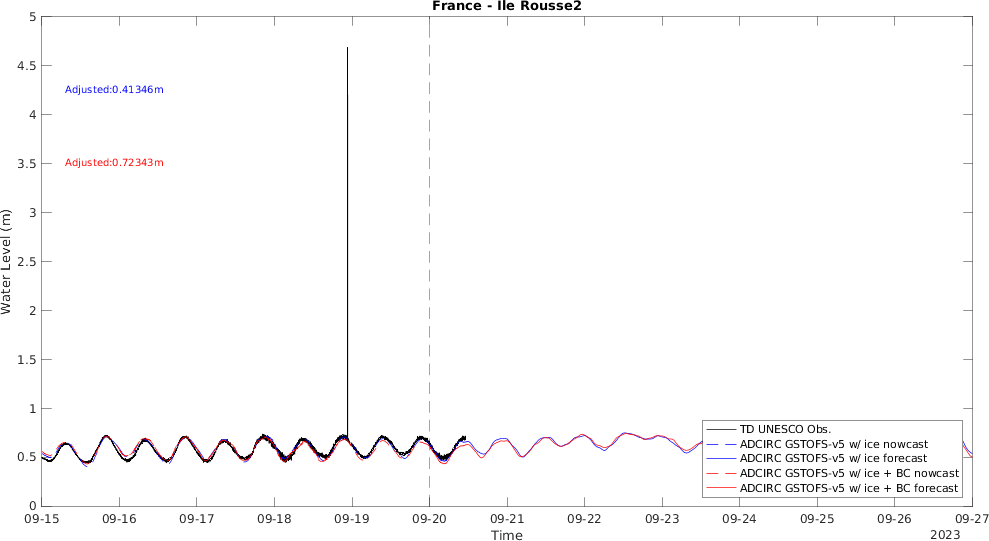 France - Ile Rousse2
5
4.5
4
3.5
3
2.5
2
1.5
1
0.5
0
Water Level (m)
Adjusted:0.41346m
Adjusted:0.72343m
TD UNESCO Obs.
ADCIRC GSTOFS-v5 w/ ice nowcast
ADCIRC GSTOFS-v5 w/ ice forecast
ADCIRC GSTOFS-v5 w/ ice + BC nowcast
ADCIRC GSTOFS-v5 w/ ice + BC forecast
09-15 09-16 09-17 09-18 09-19 09-20 09-21 09-22 09-23 09-24 09-25 09-26 09-27
Time
2023